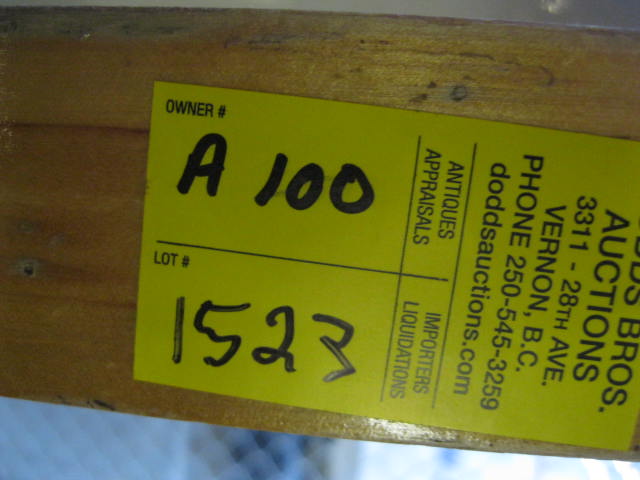 OWNER #
A 100
LOT #
1523
ANTIQUES
APPRAISALS
IMPORTERS
LIQUIDATIONS
BROS.
AUCTIONS
3311 - 28TH AVE.
VERNON, B.C.
PHONE 250-545-3259
doddsauctions.com